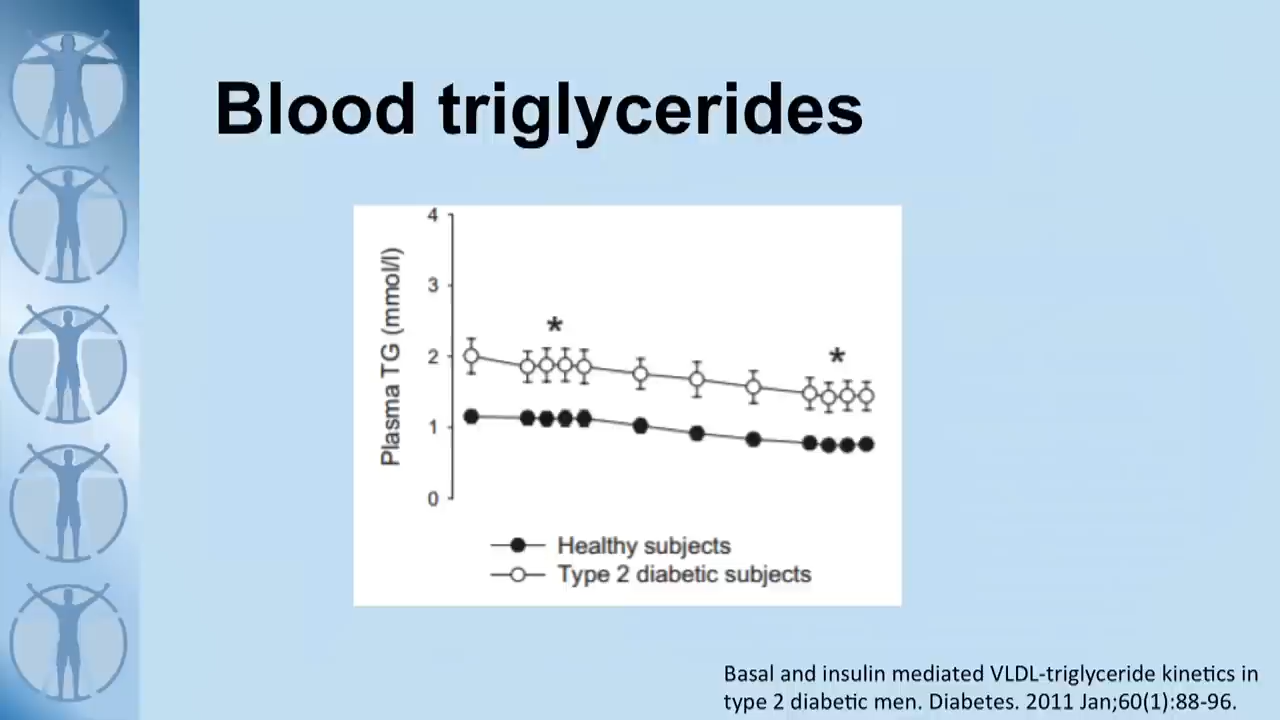 Blood triglycerides
4
3
2
1
0
Plasma TG (mmol/l)
*
*
Healthy subjects
Type 2 diabetic subjects
Basal and insulin mediated VLDL-triglyceride kinetics in
type 2 diabetic men. Diabetes. 2011 Jan;60(1):88-96.